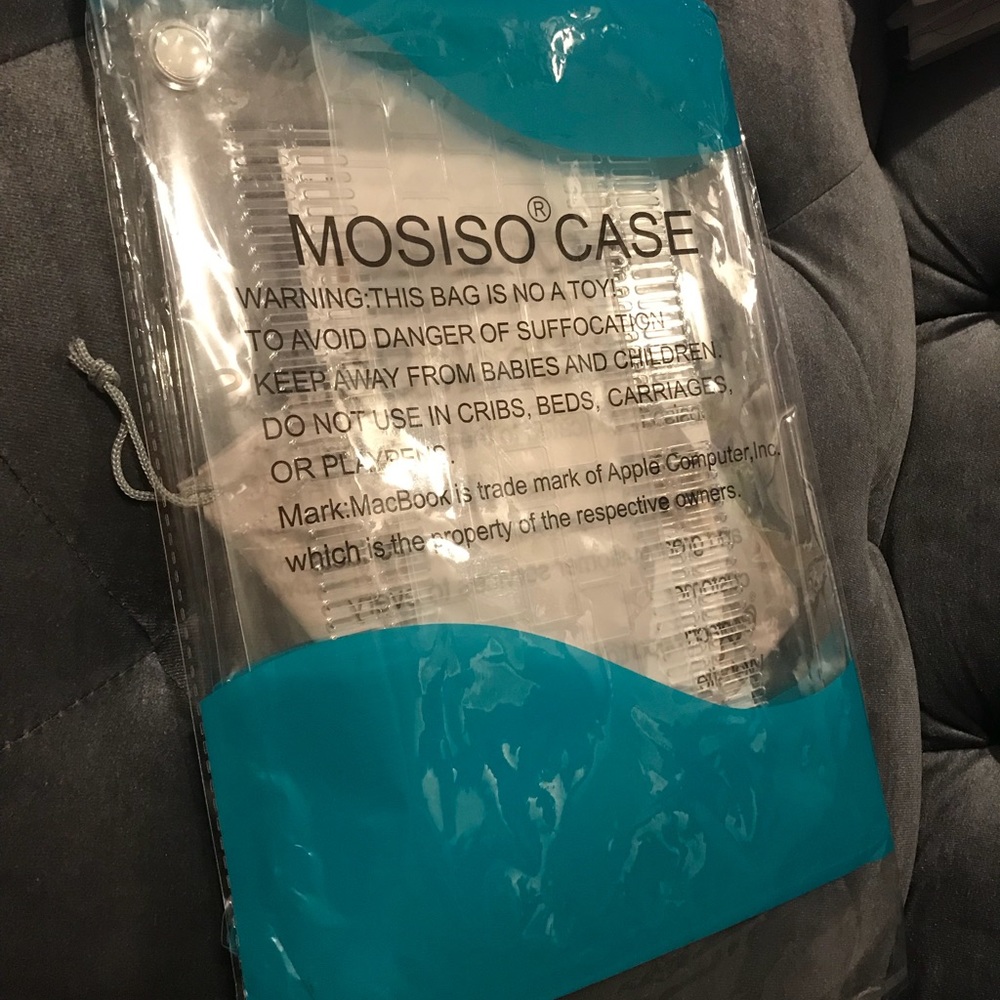 MOSISO® CASE
WARNING:THIS BAG IS NO A TOY!
TO AVOID DANGER OF SUFFOCATION
KEEP AWAY FROM BABIES AND CHILDREN.
DO NOT USE IN CRIBS, BEDS, CARRIAGES,
OR PLAYPENS.
Mark:MacBook is trade mark of Apple Computer,Inc.
which is the property of the respective owners.